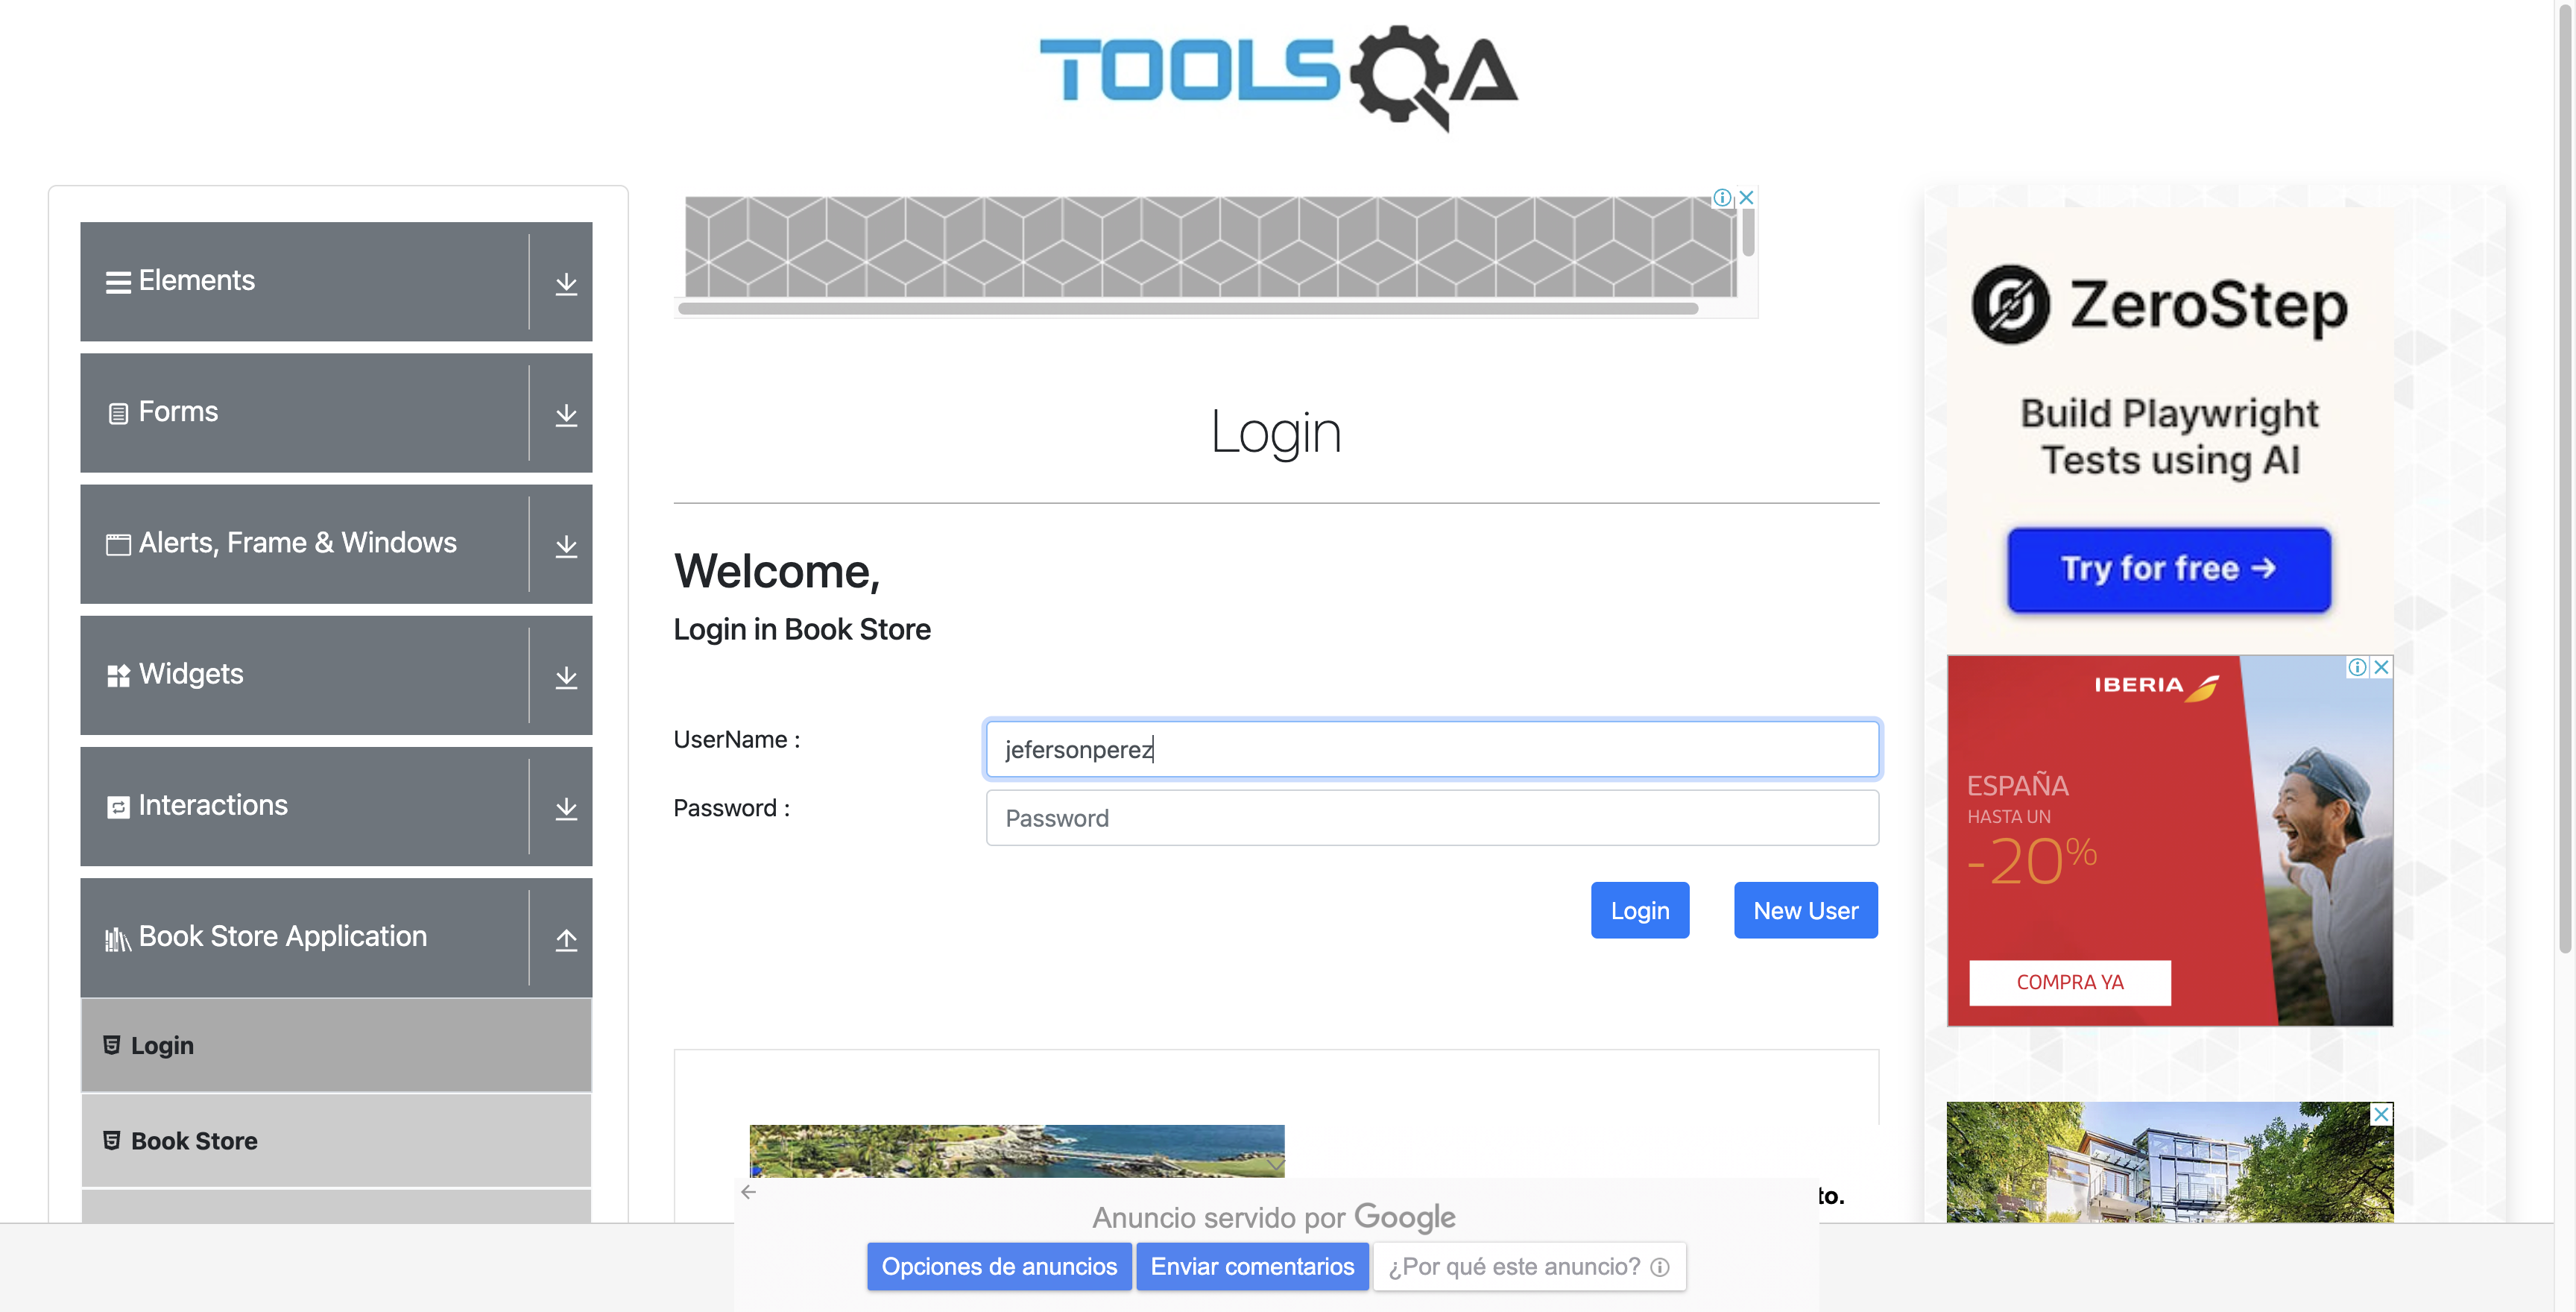 TOOLSQA
Elements
Forms
Alerts, Frame & Windows
Widgets
Interactions
Book Store Application
Login
Book Store
Login
Welcome,
Login in Book Store
UserName :
jefersonperez
Password :
Password
Login
New User
to.
Anuncio servido por Google
Opciones de anuncios
Enviar comentarios
¿Por qué este anuncio?
ZeroStep
Build Playwright
Tests using AI
Try for free →
IBERIA
ESPAÑA
HASTA UN
-20%
COMPRA YA